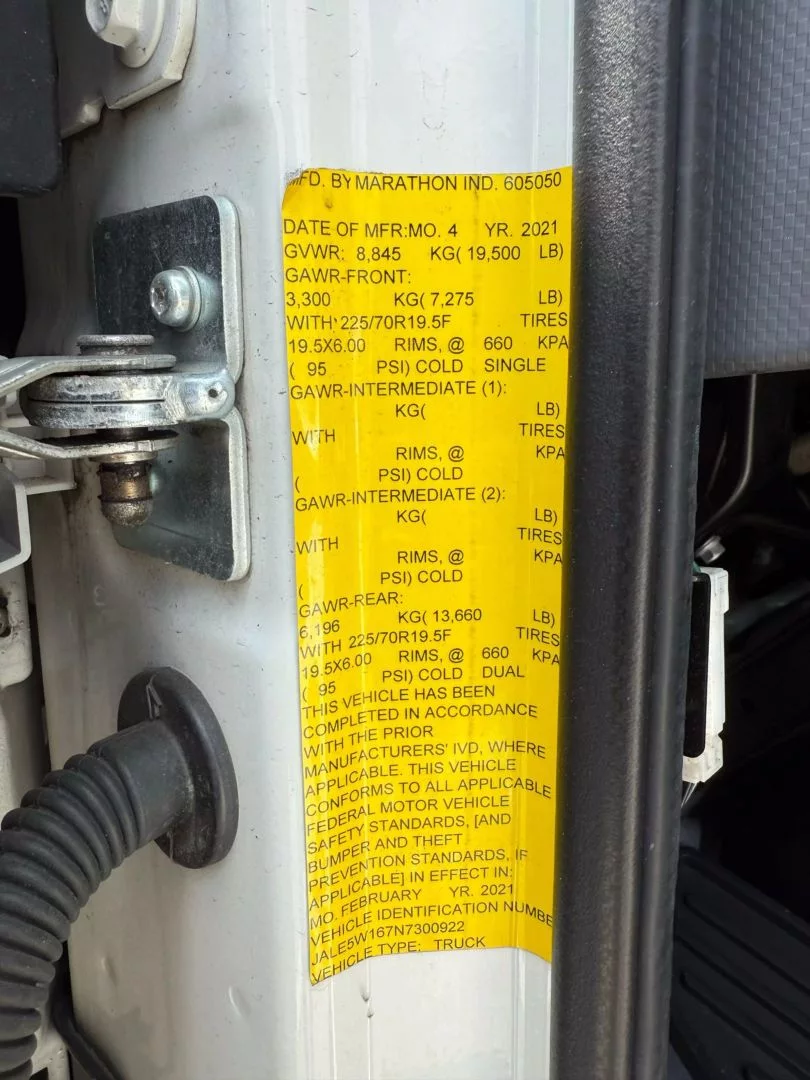 MFD. BY MARATHON IND. 605050
DATE OF MFR:MO. 4 YR. 2021
GVWR: 8,845 KG( 19,500 LB)
GAWR-FRONT:
3,300 KG( 7,275 LB)
WITH 225/70R19.5F TIRES
19.5X6.00 RIMS, @ 660 KPA
( 95 PSI) COLD SINGLE
GAWR-INTERMEDIATE (1):
KG( LB)
WITH TIRES
RIMS, @ KPA
( PSI) COLD
GAWR-INTERMEDIATE (2):
KG( LB)
WITH TIRES
RIMS, @ KPA
( PSI) COLD
GAWR-REAR:
6,196 KG( 13,660 LB)
WITH 225/70R19.5F TIRES
19.5X6.00 RIMS, @ 660 KPA
( 95 PSI) COLD DUAL
THIS VEHICLE HAS BEEN
COMPLETED IN ACCORDANCE
WITH THE PRIOR
MANUFACTURERS' IVD, WHERE
APPLICABLE. THIS VEHICLE
CONFORMS TO ALL APPLICABLE
FEDERAL MOTOR VEHICLE
SAFETY STANDARDS, [AND
BUMPER AND THEFT
PREVENTION STANDARDS, IF
APPLICABLE] IN EFFECT IN:
MO. FEBRUARY YR. 2021
VEHICLE IDENTIFICATION NUMBE
JALE5W167N7300922
VEHICLE TYPE: TRUCK